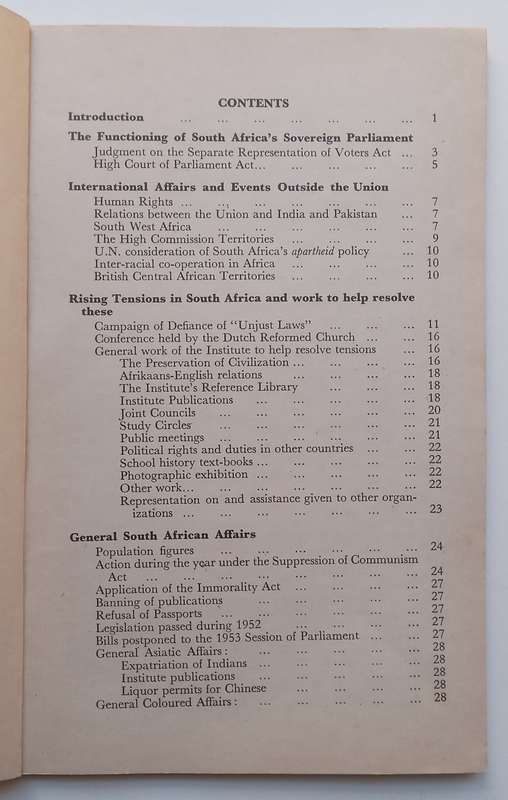 CONTENTS
Introduction ... ... ... ... ... ... ... 1
The Functioning of South Africa's Sovereign Parliament
Judgment on the Separate Representation of Voters Act ... 3
High Court of Parliament Act... ... ... ... ... 5
International Affairs and Events Outside the Union
Human Rights ... ... ... ... ... ... ... 7
Relations between the Union and India and Pakistan ... 7
South West Africa ... ... ... ... ... ... 7
The High Commission Territories ... ... ... ... 9
U.N. consideration of South Africa's apartheid policy ... 10
Inter-racial co-operation in Africa ... ... ... ... 10
British Central African Territories ... ... ... ... 10
Rising Tensions in South Africa and work to help resolve
these
Campaign of Defiance of "Unjust Laws" ... ... ... 11
Conference held by the Dutch Reformed Church ... ... 16
General work of the Institute to help resolve tensions ... 16
The Preservation of Civilization ... ... ... ... 16
Afrikaans-English relations ... ... ... ... 18
The Institute's Reference Library ... ... ... 18
Institute Publications ... ... ... ... ... 18
Joint Councils ... ... ... ... ... ... 20
Study Circles ... ... ... ... ... ... 21
Public meetings ... ... ... ... ... ... 21
Political rights and duties in other countries ... ... 22
School history text-books ... ... ... ... ... 22
Photographic exhibition ... ... ... ... ... 22
Other work... ... ... ... ... ... ... 22
Representation on and assistance given to other organ-
izations ... ... ... ... ... ... ... 23
General South African Affairs
Population figures ... ... ... ... ... ... 24
Action during the year under the Suppression of Communism
Act ... ... ... ... ... ... ... ... 24
Application of the Immorality Act ... ... ... ... 27
Banning of publications ... ... ... ... ... 27
Refusal of Passports ... ... ... ... ... ... 27
Legislation passed during 1952 ... ... ... ... 27
Bills postponed to the 1953 Session of Parliament ... ... 27
General Asiatic Affairs : ... ... ... ... ... ... 28
Expatriation of Indians ... ... ... ... ... 28
Institute publications ... ... ... ... ... 28
Liquor permits for Chinese ... ... ... ... 28
General Coloured Affairs : ... ... ... ... ... 28